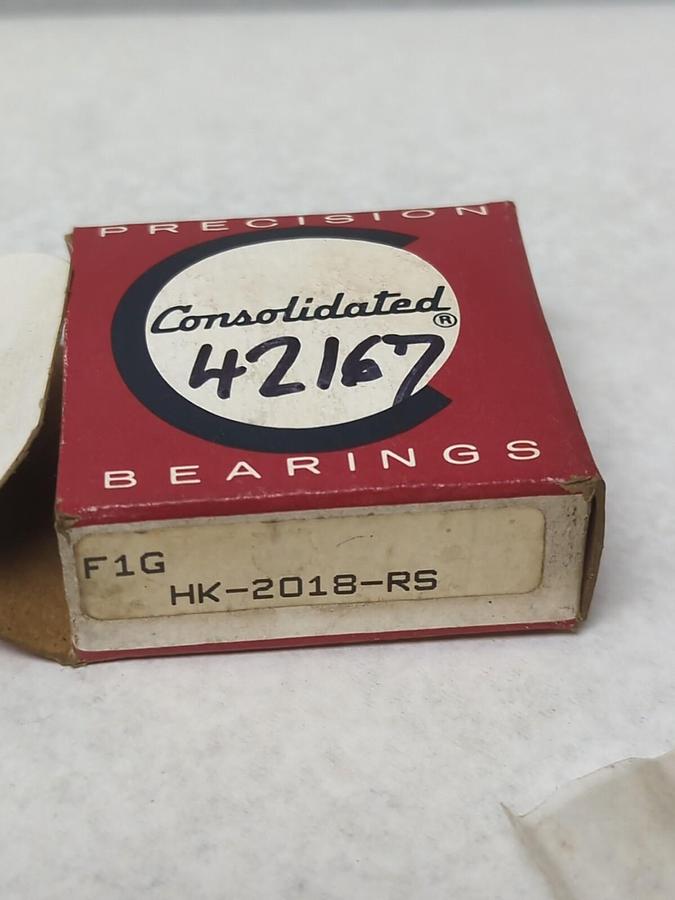 PRECISION
Consolidated®
42167
BEARINGS
F1G
HK-2018-RS